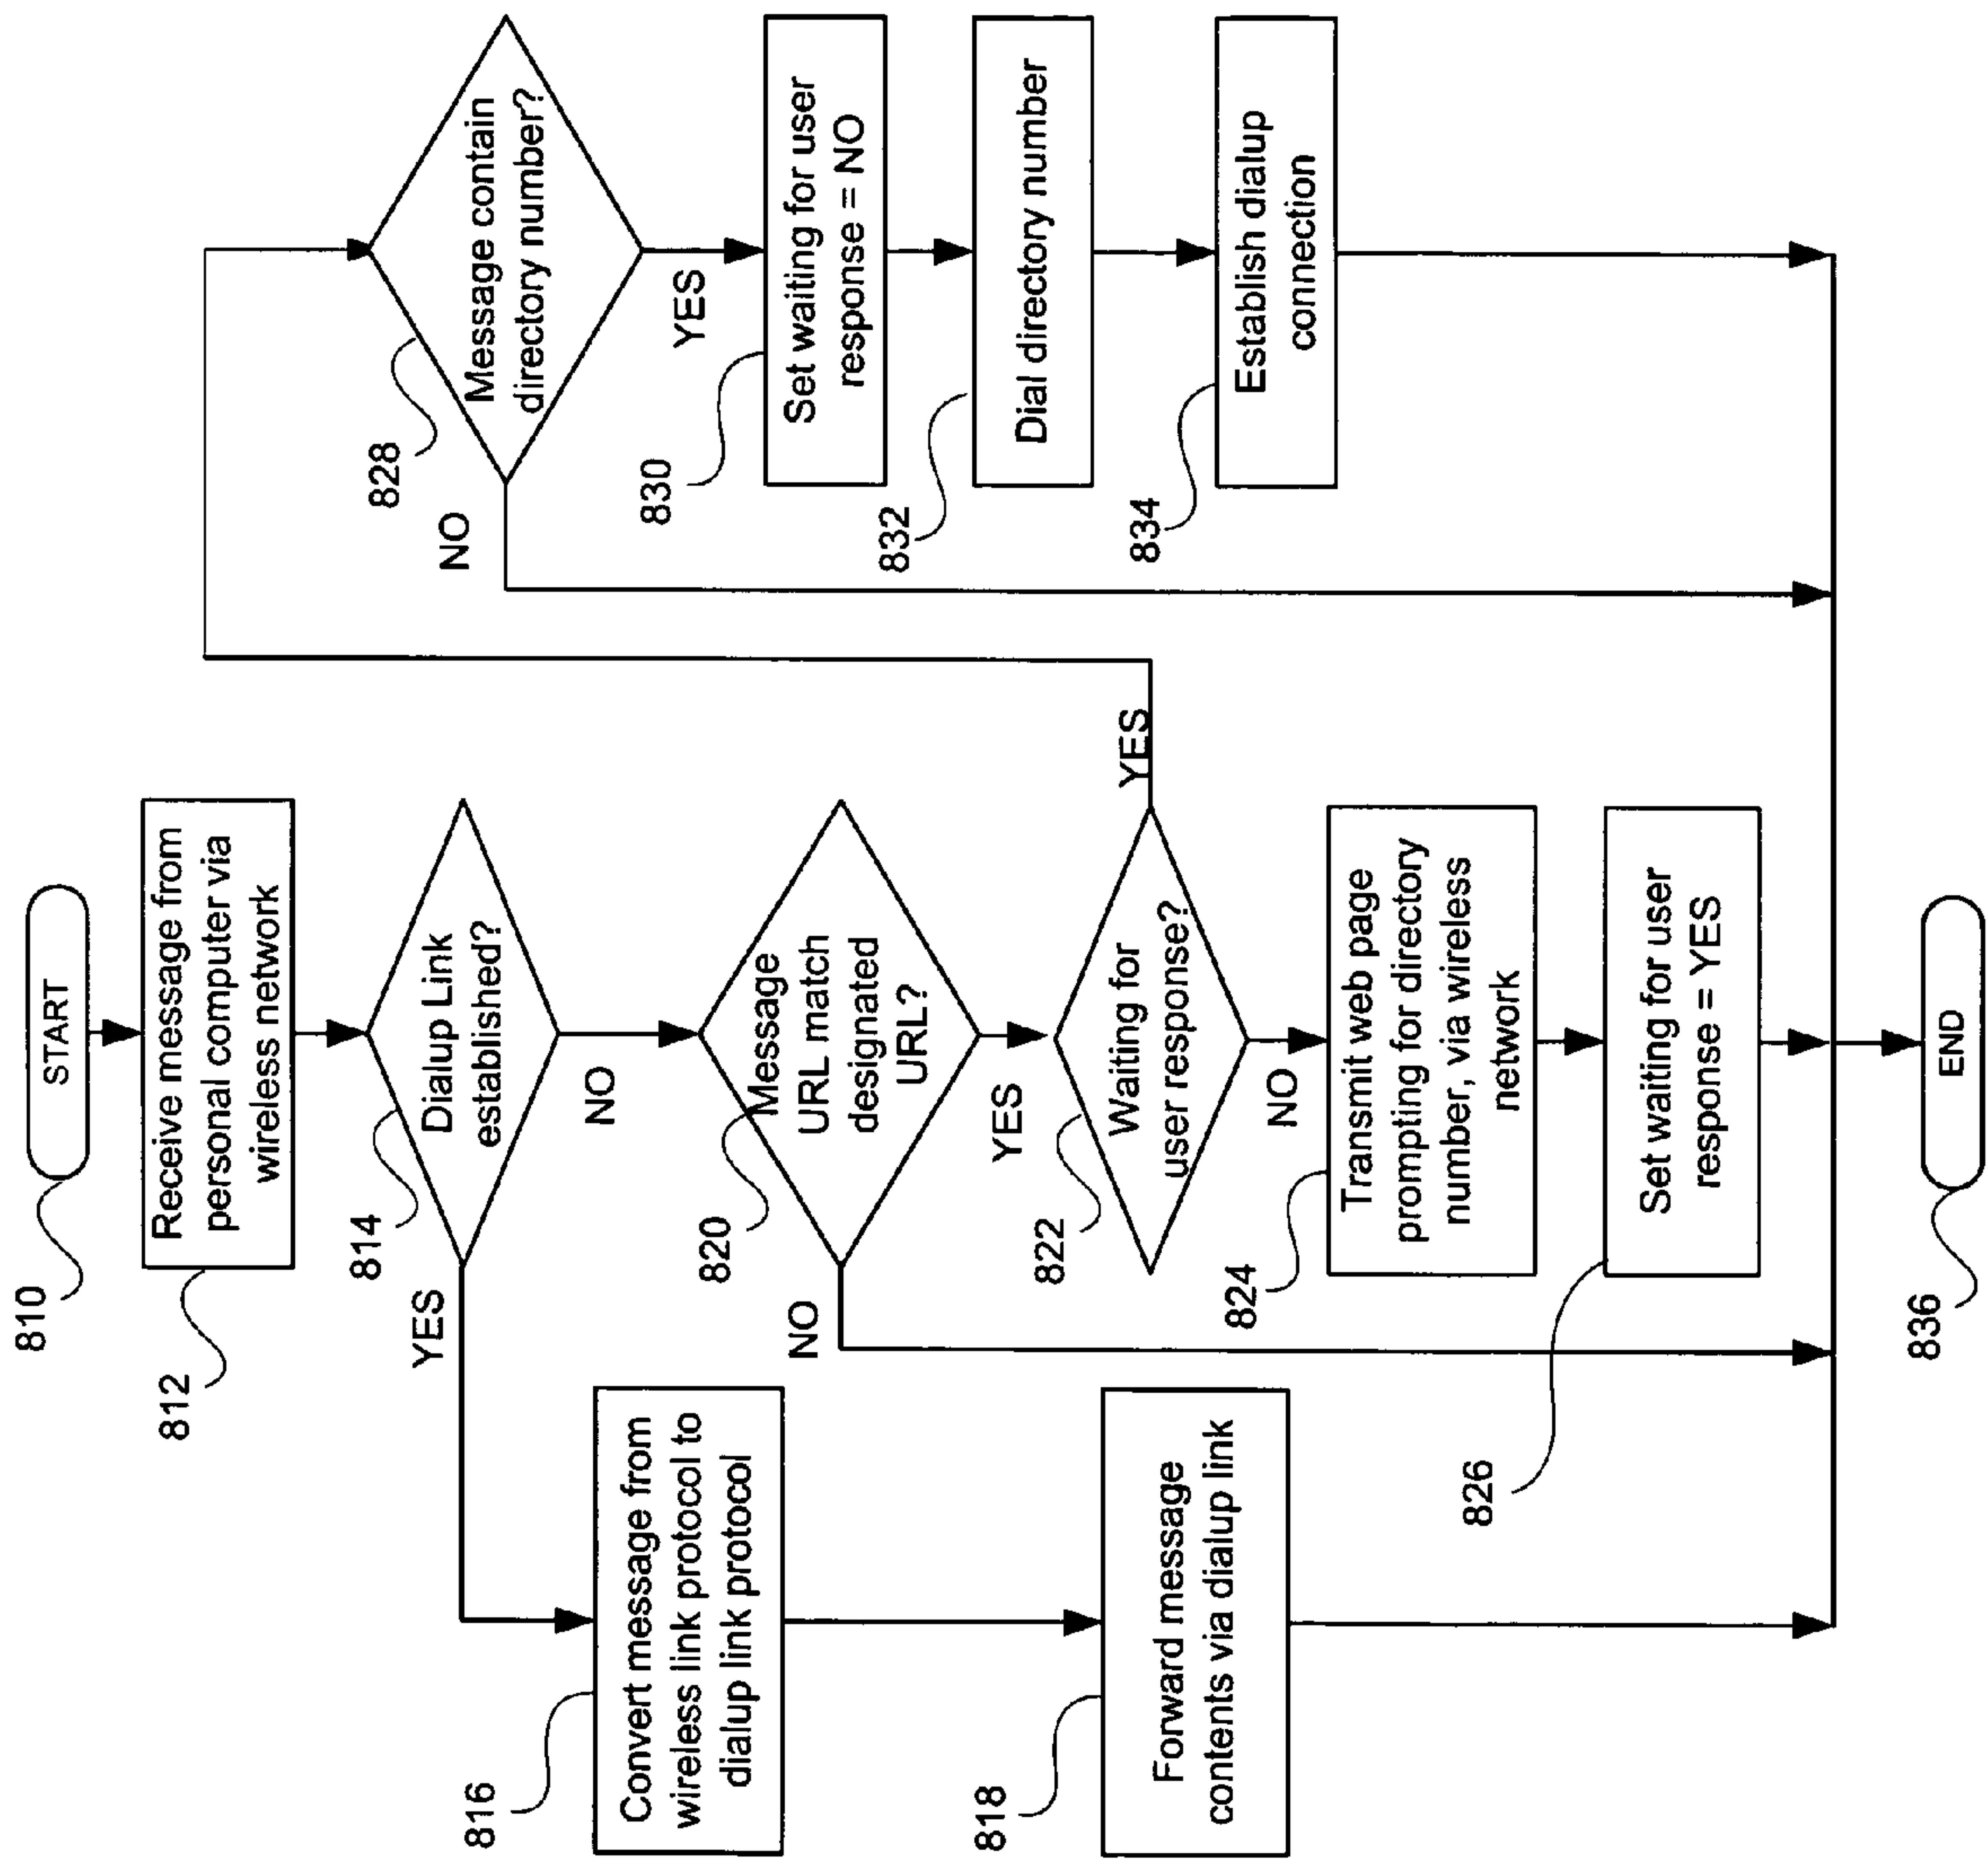 START
810
Receive message from
personal computer via
wireless network
812
Dialup Link
established?
814
YES
NO
Convert message from
wireless link protocol to
dialup link protocol
816
Forward message
contents via dialup link
818
Message
URL match
designated
URL?
820
NO
YES
Waiting for
user response?
822
YES
NO
Transmit web page
prompting for directory
number, via wireless
network
824
Set waiting for user
response = YES
826
Message contain
directory number?
828
NO
YES
Set waiting for user
response = NO
830
Dial directory number
832
Establish dialup
connection
834
END
836